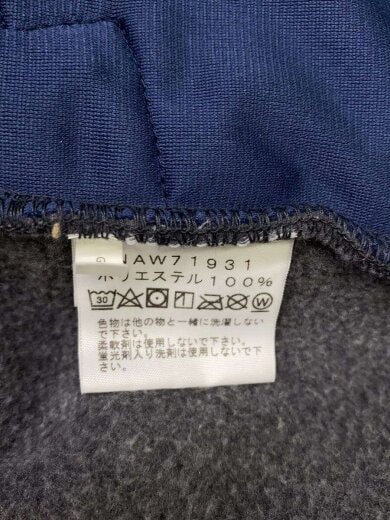 G
NAW71931
ポリエステル100%
30
W
色物は他の物と一緒に洗濯しない
で下さい。
柔軟剤は使用しないで下さい。
蛍光剤入り洗剤は使用しないで下
さい。